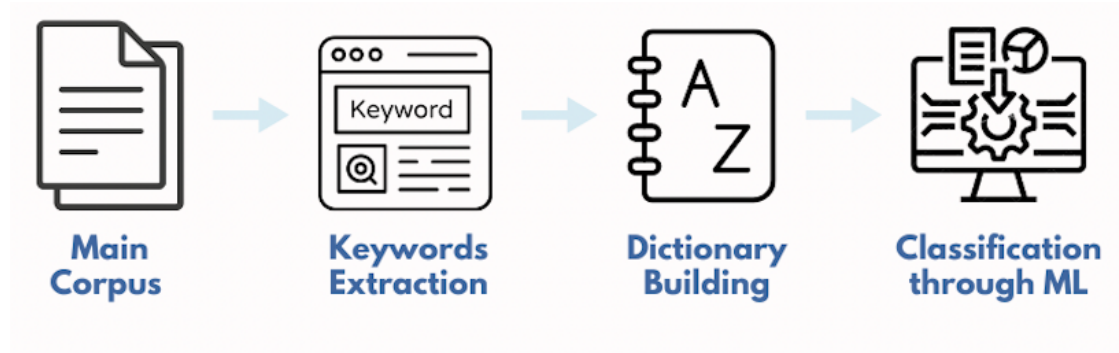 Keyword
A
Z
Main
Corpus
Keywords
Extraction
Dictionary
Building
Classification
through ML